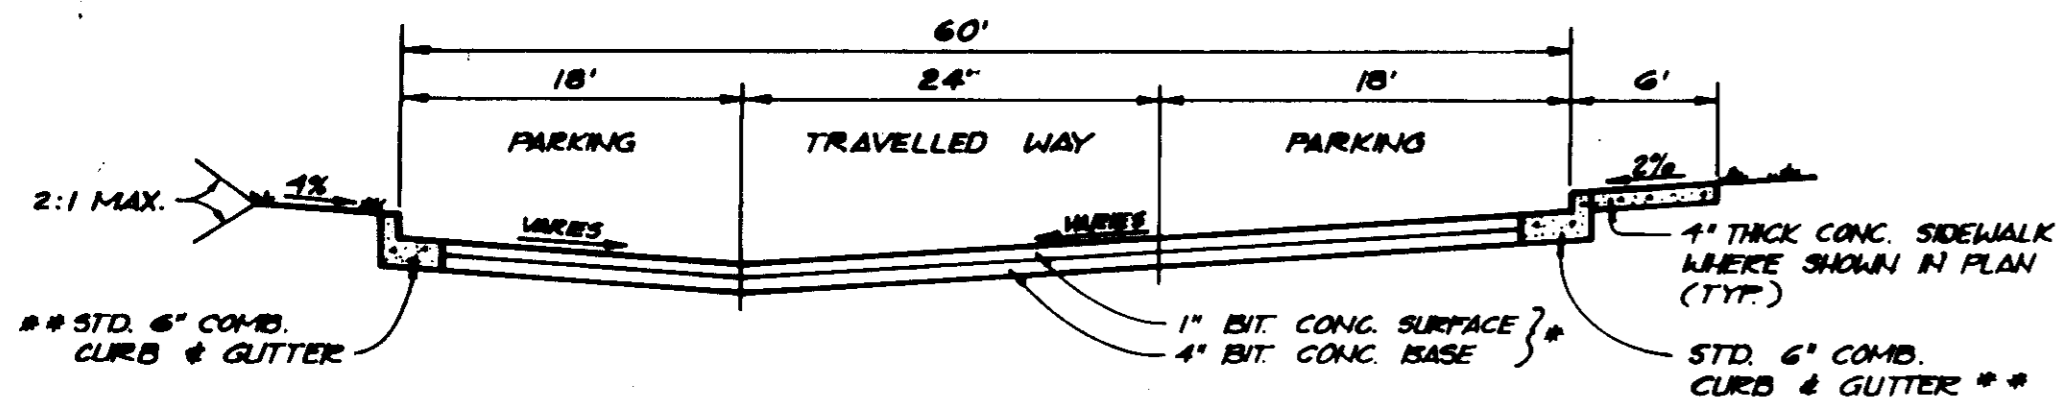 60'
18' 24' 18' 6'
PARKING TRAVELLED WAY PARKING
2:1 MAX.
4%
VARIES
VARIES
2%
4" THICK CONC. SIDEWALK
WHERE SHOWN IN PLAN
(TYP.)
** STD. 6" COMB.
CURB & GUTTER
1" BIT. CONC. SURFACE } *
4" BIT. CONC. BASE
STD. 6" COMB.
CURB & GUTTER * *